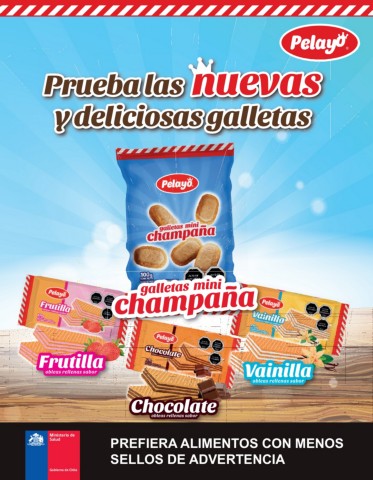 Pelayo
Prueba las nuevas
y deliciosas galletas
Pelayo
galletas mini
champaña
galletas mini
champaña
Pelayo
Frutilla
Pelayo
Chocolate
Pelayo
Vainilla
Frutilla
obleas rellenas sabor
Vainilla
obleas rellenas sabor
Chocolate
obleas rellenas sabor
Ministerio de
Salud
Gobierno de Chile
PREFIERA ALIMENTOS CON MENOS
SELLOS DE ADVERTENCIA